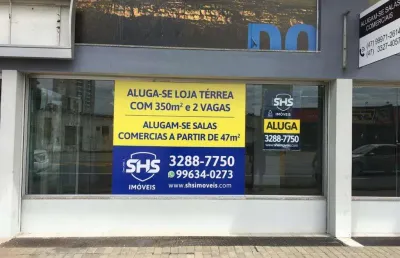 DO
ALUGAM-SE SALAS
COMERCIAIS
ALUGA-SE LOJA TÉRREA
COM 350m² e 2 VAGAS
ALUGAM-SE SALAS
COMERCIAS A PARTIR DE 47m²
SHS
IMÓVEIS
3288-7750
99634-0273
www.shsimoveis.com
SHS
IMÓVEIS
ALUGA
3288-7750